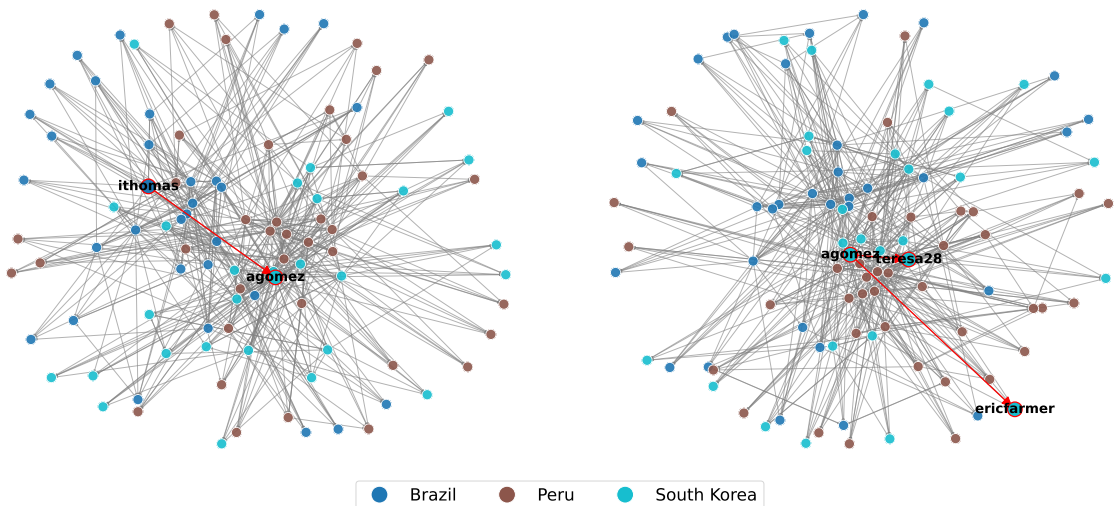 ithomas
agomez
agomez
teresa28
ericfarmer
Brazil
Peru
South Korea